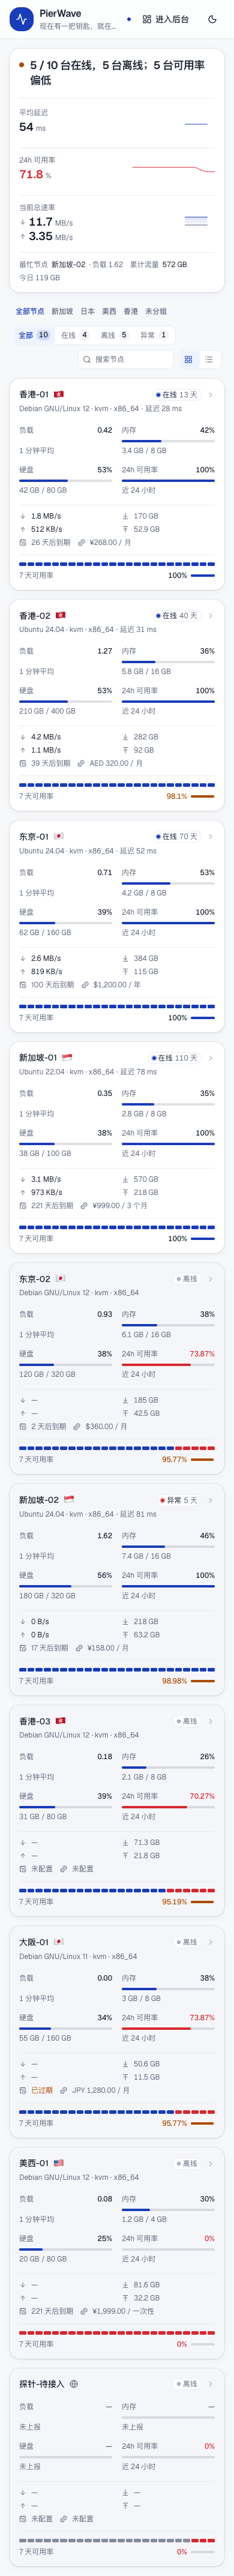 PierWave
现在有一把钥匙，就在…
进入后台
5 / 10 台在线，5 台离线；5 台可用率
偏低
平均延迟
54 ms
24h 可用率
71.8 %
当前总速率
↓ 11.7 MB/s
↑ 3.35 MB/s
最忙节点 新加坡-02 · 负载 1.62 累计流量 572 GB
今日 119 GB
全部节点 新加坡 日本 美西 香港 未分组
全部 10 在线 4 离线 5 异常 1
搜索节点
香港-01 在线 13 天
Debian GNU/Linux 12 · kvm · x86_64 · 延迟 28 ms
负载 0.42 内存 42%
1 分钟平均 3.4 GB / 8 GB
硬盘 53% 24h 可用率 100%
42 GB / 80 GB 近 24 小时
↓ 1.8 MB/s 170 GB
↑ 512 KB/s 52.9 GB
26 天后到期 ¥268.00 / 月
7 天可用率 100%
香港-02 在线 40 天
Ubuntu 24.04 · kvm · x86_64 · 延迟 31 ms
负载 1.27 内存 36%
1 分钟平均 5.8 GB / 16 GB
硬盘 53% 24h 可用率 100%
210 GB / 400 GB 近 24 小时
↓ 4.2 MB/s 282 GB
↑ 1.1 MB/s 92 GB
39 天后到期 AED 320.00 / 月
7 天可用率 98.1%
东京-01 在线 70 天
Ubuntu 24.04 · kvm · x86_64 · 延迟 52 ms
负载 0.71 内存 53%
1 分钟平均 4.2 GB / 8 GB
硬盘 39% 24h 可用率 100%
62 GB / 160 GB 近 24 小时
↓ 2.6 MB/s 384 GB
↑ 819 KB/s 115 GB
100 天后到期 $1,200.00 / 年
7 天可用率 100%
新加坡-01 在线 110 天
Ubuntu 22.04 · kvm · x86_64 · 延迟 78 ms
负载 0.35 内存 35%
1 分钟平均 2.8 GB / 8 GB
硬盘 38% 24h 可用率 100%
38 GB / 100 GB 近 24 小时
↓ 3.1 MB/s 570 GB
↑ 973 KB/s 218 GB
221 天后到期 ¥999.00 / 3 个月
7 天可用率 100%
东京-02 离线
Debian GNU/Linux 12 · kvm · x86_64
负载 0.93 内存 38%
1 分钟平均 6.1 GB / 16 GB
硬盘 38% 24h 可用率 73.87%
120 GB / 320 GB 近 24 小时
↓ — 185 GB
↑ — 42.5 GB
2 天后到期 $360.00 / 月
7 天可用率 95.77%
新加坡-02 异常 5 天
Ubuntu 24.04 · kvm · x86_64 · 延迟 81 ms
负载 1.62 内存 46%
1 分钟平均 7.4 GB / 16 GB
硬盘 56% 24h 可用率 100%
180 GB / 320 GB 近 24 小时
↓ 0 B/s 218 GB
↑ 0 B/s 63.2 GB
17 天后到期 ¥158.00 / 月
7 天可用率 98.98%
香港-03 离线
Debian GNU/Linux 12 · kvm · x86_64
负载 0.18 内存 26%
1 分钟平均 2.1 GB / 8 GB
硬盘 39% 24h 可用率 70.27%
31 GB / 80 GB 近 24 小时
↓ — 71.3 GB
↑ — 21.8 GB
未配置 未配置
7 天可用率 95.19%
大阪-01 离线
Debian GNU/Linux 11 · kvm · x86_64
负载 0.00 内存 38%
1 分钟平均 3 GB / 8 GB
硬盘 34% 24h 可用率 73.87%
55 GB / 160 GB 近 24 小时
↓ — 50.6 GB
↑ — 11.5 GB
已过期 JPY 1,280.00 / 月
7 天可用率 95.77%
美西-01 离线
Debian GNU/Linux 12 · kvm · x86_64
负载 0.08 内存 30%
1 分钟平均 1.2 GB / 4 GB
硬盘 25% 24h 可用率 0%
20 GB / 80 GB 近 24 小时
↓ — 81.6 GB
↑ — 32.2 GB
221 天后到期 ¥1,999.00 / 一次性
7 天可用率 0%
探针-待接入 离线
负载 — 内存 —
未上报 未上报
硬盘 — 24h 可用率 0%
未上报 近 24 小时
↓ — —
↑ — —
未配置 未配置
7 天可用率 0%